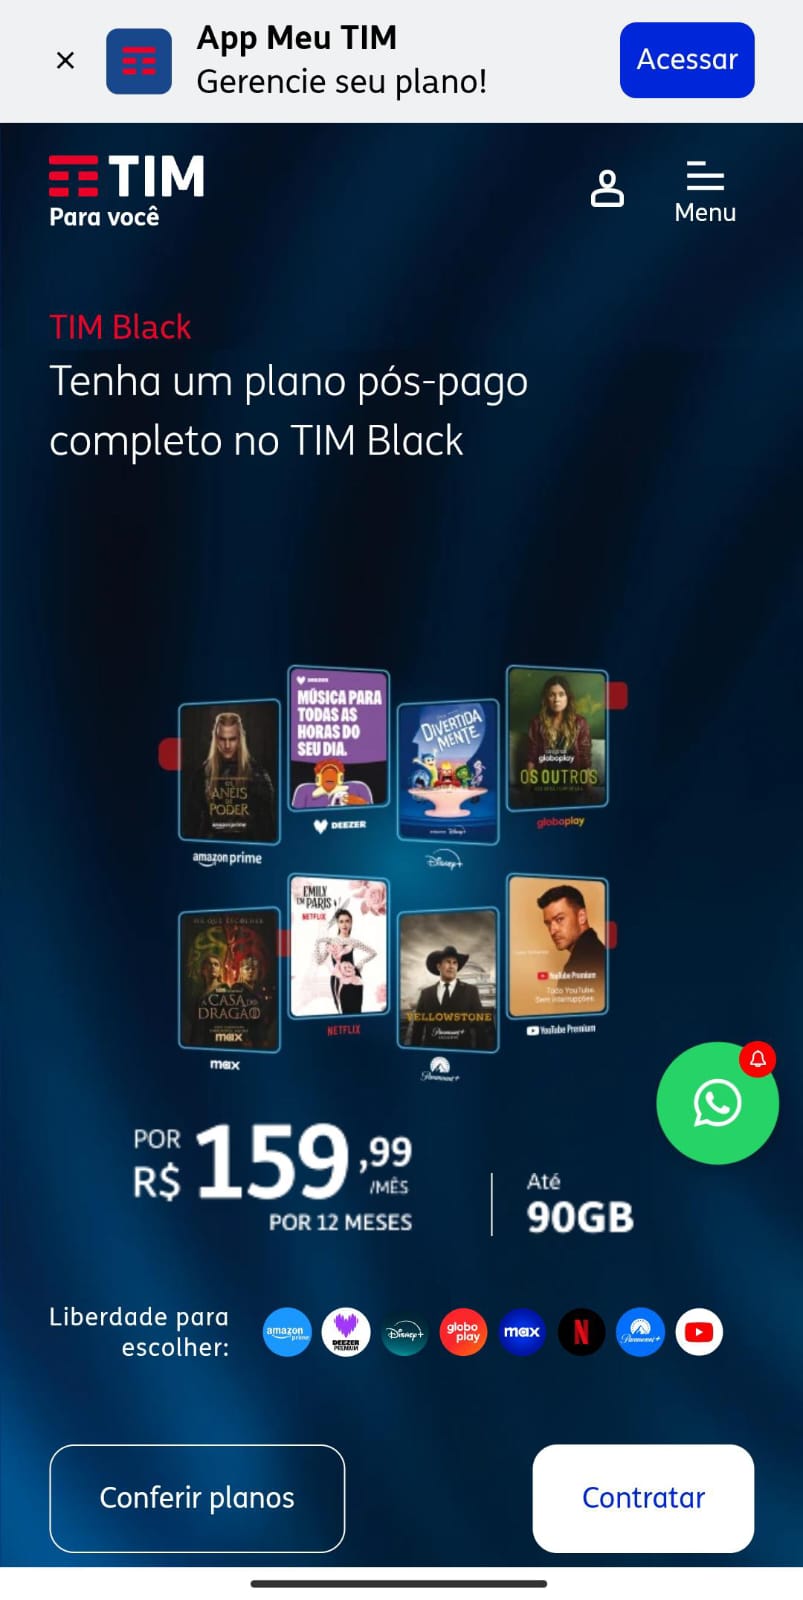 App Meu TIM
Gerencie seu plano!
Acessar
TIM
Para você
Menu
TIM Black
Tenha um plano pós-pago
completo no TIM Black
OS
ANÉIS
DE
PODER
amazon prime
amazon prime
DEEZER
MÚSICA PARA
TODAS AS
HORAS DO
SEU DIA.
DEEZER
DIVERTIDA
MENTE
Disney+
Disney+
globoplay
OS OUTROS
globoplay
A CASA DO
DRAGÃO
max
max
EMILY
EM PARIS
NETFLIX
NETFLIX
YELLOWSTONE
Paramount+
Paramount+
YouTube Premium
Todo YouTube.
Sem interrupções.
YouTube Premium
POR
R$ 159,99
/MÊS
POR 12 MESES
Até
90GB
Liberdade para
escolher:
amazon prime
DEEZER
PREMIUM
Disney+
globo
play
max
N
Paramount+
Conferir planos
Contratar